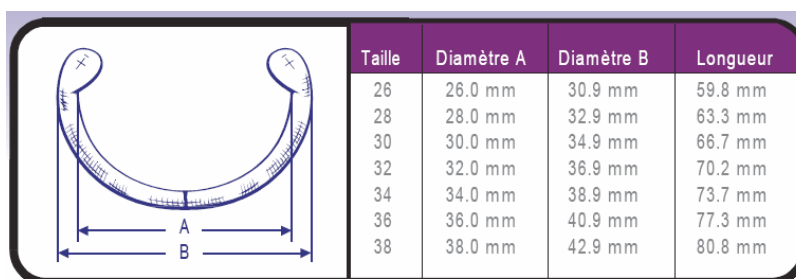 Taille Diamètre A Diamètre B Longueur
26 26.0 mm 30.9 mm 59.8 mm
28 28.0 mm 32.9 mm 63.3 mm
30 30.0 mm 34.9 mm 66.7 mm
32 32.0 mm 36.9 mm 70.2 mm
34 34.0 mm 38.9 mm 73.7 mm
36 36.0 mm 40.9 mm 77.3 mm
38 38.0 mm 42.9 mm 80.8 mm
A
B